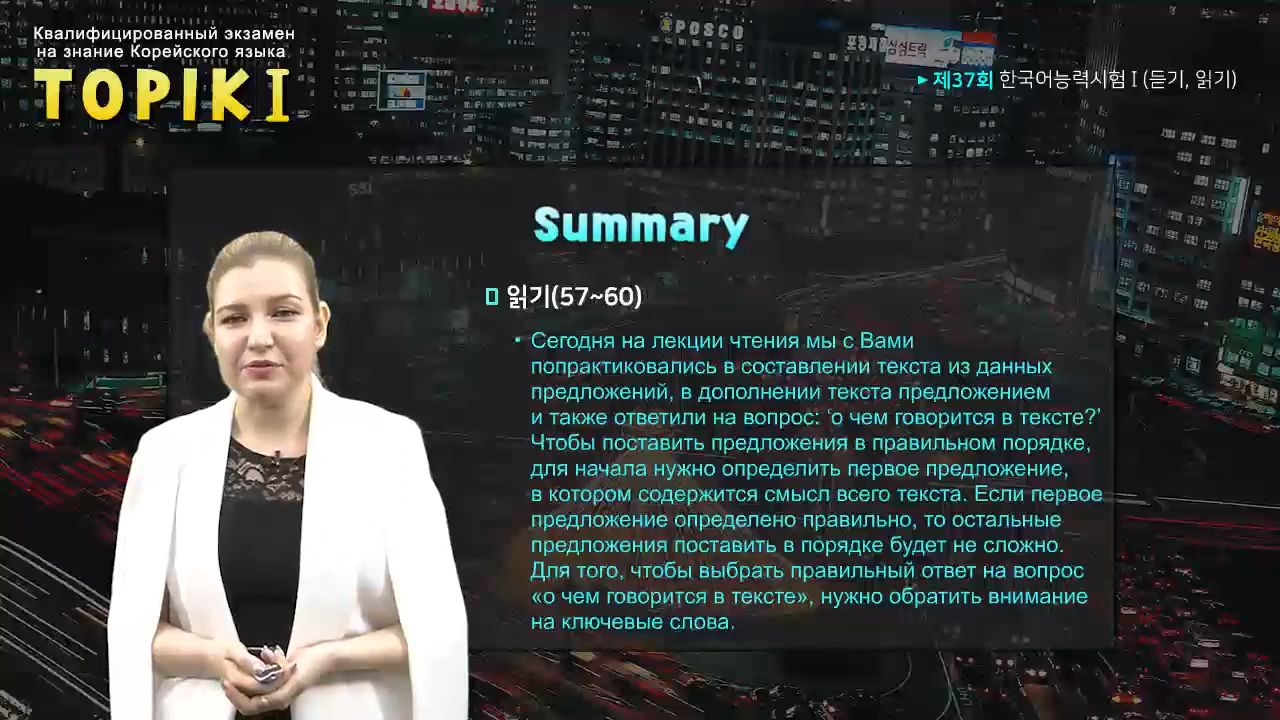 Квалифицированный экзамен
на знание Корейского языка
TOPIK I
▸ 제37회 한국어능력시험 I (듣기, 읽기)
POSCO
삼심트릭
Summary
읽기(57~60)
• Сегодня на лекции чтения мы с Вами
попрактиковались в составлении текста из данных
предложений, в дополнении текста предложением
и также ответили на вопрос: ‘о чем говорится в тексте?’
Чтобы поставить предложения в правильном порядке,
для начала нужно определить первое предложение,
в котором содержится смысл всего текста. Если первое
предложение определено правильно, то остальные
предложения поставить в порядке будет не сложно.
Для того, чтобы выбрать правильный ответ на вопрос
«о чем говорится в тексте», нужно обратить внимание
на ключевые слова.